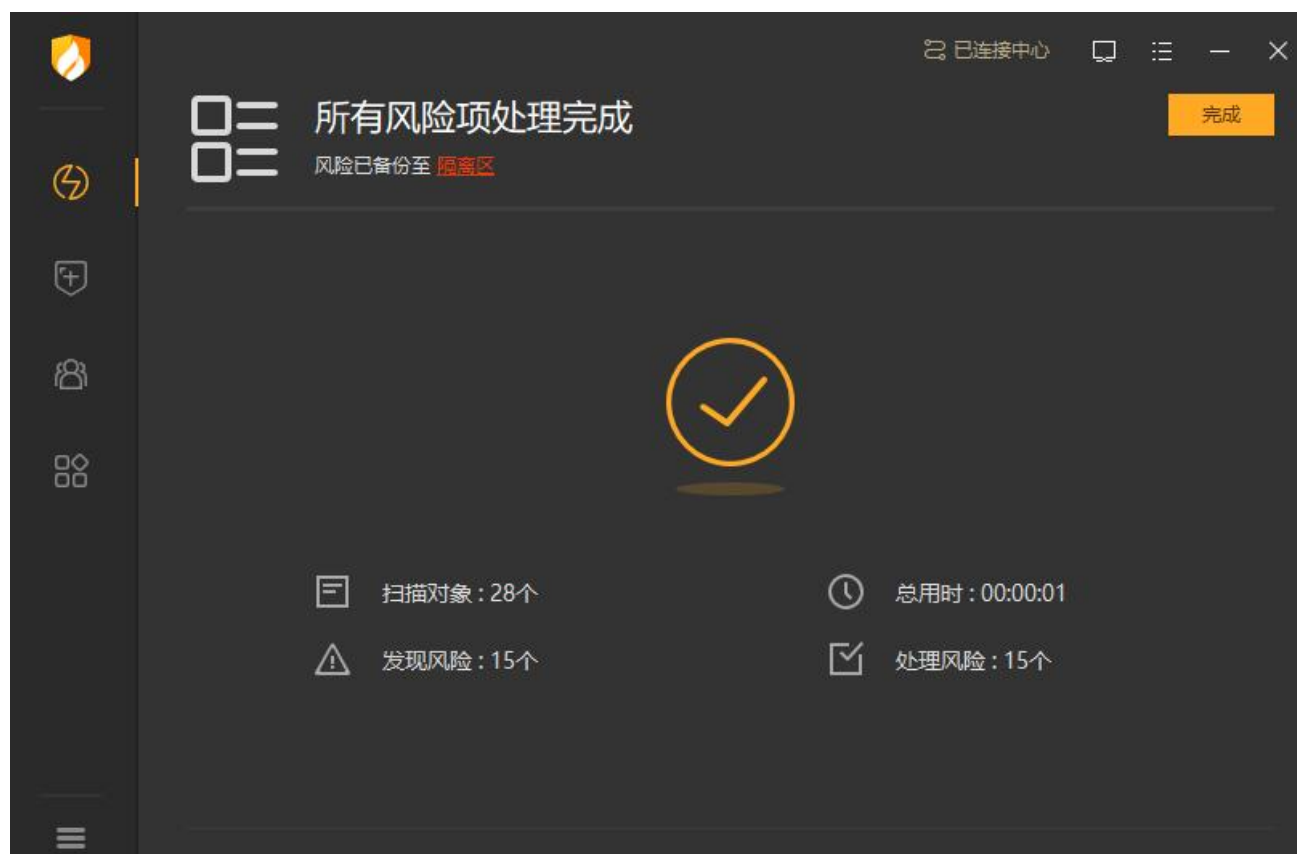 已连接中心
所有风险项处理完成
完成
风险已备份至 隔离区
扫描对象 : 28个
总用时 : 00:00:01
发现风险 : 15个
处理风险 : 15个